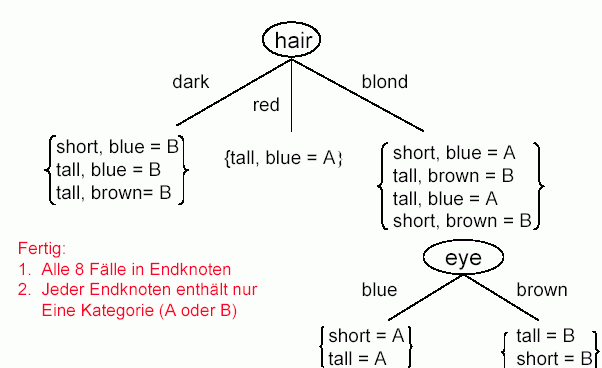 hair
dark
red
blond
short, blue = B
tall, blue = B
tall, brown= B
{tall, blue = A}
short, blue = A
tall, brown = B
tall, blue = A
short, brown = B
Fertig:
1. Alle 8 Fälle in Endknoten
2. Jeder Endknoten enthält nur
Eine Kategorie (A oder B)
eye
blue
brown
short = A
tall = A
tall = B
short = B